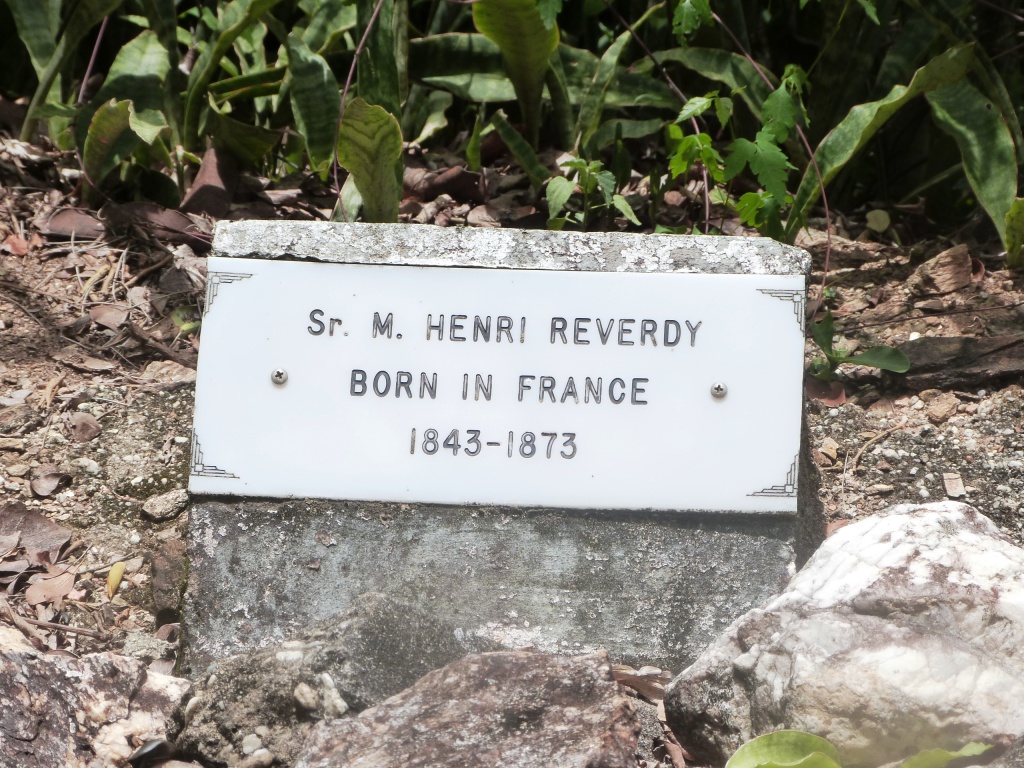 Sr. M. HENRI REVERDY
BORN IN FRANCE
1843-1873